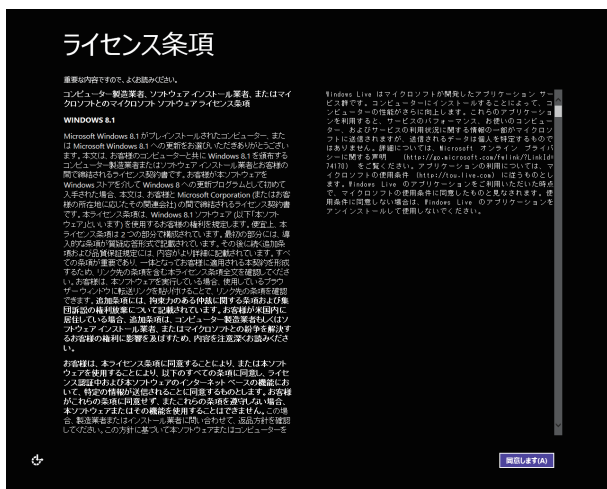 ライセンス条項
重要な内容ですので、よくお読みください。
コンピューター製造業者、ソフトウェア インストール業者、またはマイ
クロソフトとのマイクロソフト ソフトウェア ライセンス条項
WINDOWS 8.1
Microsoft Windows 8.1 がプレインストールされたコンピューター、また
は Microsoft Windows 8.1 への更新をお選びいただきありがとうござい
ます。本文は、お客様のコンピューターと共に Windows 8.1 を頒布する
コンピューター製造業者またはソフトウェア インストール業者とお客様の
間で締結されるライセンス契約書です。お客様が本ソフトウェアを
Windows ストアを介して Windows 8 への更新プログラムとして初めて
入手された場合、本文は、お客様と Microsoft Corporation (またはお客
様の所在地に応じたその関連会社) の間で締結されるライセンス契約書
です。本ライセンス条項は、Windows 8.1 ソフトウェア (以下「本ソフト
ウェア」といいます) を使用するお客様の権利を規定します。便宜上、本
ライセンス条項は 2 つの部分で構成されています。最初の部分には、導
入的な条項が質疑応答形式で記載されています。その後に続く追加条
項および品質保証規定には、内容がより詳細に記載されています。すべ
ての条項が重要であり、一体となってお客様に適用される本契約を形成
するため、リンク先の条項を含む本ライセンス条項全文を確認してくださ
い。お客様は、本ソフトウェアを実行している場合、使用しているブラウ
ザーウィンドウに転送リンクを貼り付けることで、リンク先の条項を確認
できます。追加条項には、拘束力のある仲裁に関する条項および集
団訴訟の権利放棄について記載されています。お客様が米国内に
居住している場合、追加条項は、コンピューター製造業者もしくはソ
フトウェア インストール業者、またはマイクロソフトとの紛争を解決す
るお客様の権利に影響を及ぼすため、内容を注意深くお読みくださ
い。
お客様は、本ライセンス条項に同意することにより、または本ソフト
ウェアを使用することにより、以下のすべての条項に同意し、ライセ
ンス認証中および本ソフトウェアのインターネット ベースの機能にお
いて、特定の情報が送信されることに同意するものとします。お客様
がこれらの条項に同意せず、またこれらの条項を遵守しない場合、
本ソフトウェアまたはその機能を使用することはできません。この場
合、製造業者またはインストール業者に問い合わせて、返品方針を確認
してください。この方針に基づいて本ソフトウェアまたはコンピューターを
Windows Live はマイクロソフトが開発したアプリケーション サー
ビス群です。コンピューターにインストールすることによって、コ
ンピューターの性能がさらに向上します。これらのアプリケーショ
ンを利用すると、サービスのパフォーマンス、お使いのコンピュー
ター、およびサービスの利用状況に関する情報の一部がマイクロソ
フトに送信されますが、送信されるデータは個人を特定するもので
はありません。詳細については、Microsoft オンライン プライバ
シーに関する声明 (http://go.microsoft.com/fwlink/?LinkId=
74170) をご覧ください。アプリケーションの利用については、マ
イクロソフトの使用条件 (http://tou.live.com) に従うものとし
ます。Windows Live のアプリケーションをご利用いただいた時点
で、マイクロソフトの使用条件に同意したものと見なされます。使
用条件に同意しない場合は、Windows Live のアプリケーションを
アンインストールして使用しないでください。
同意します(A)